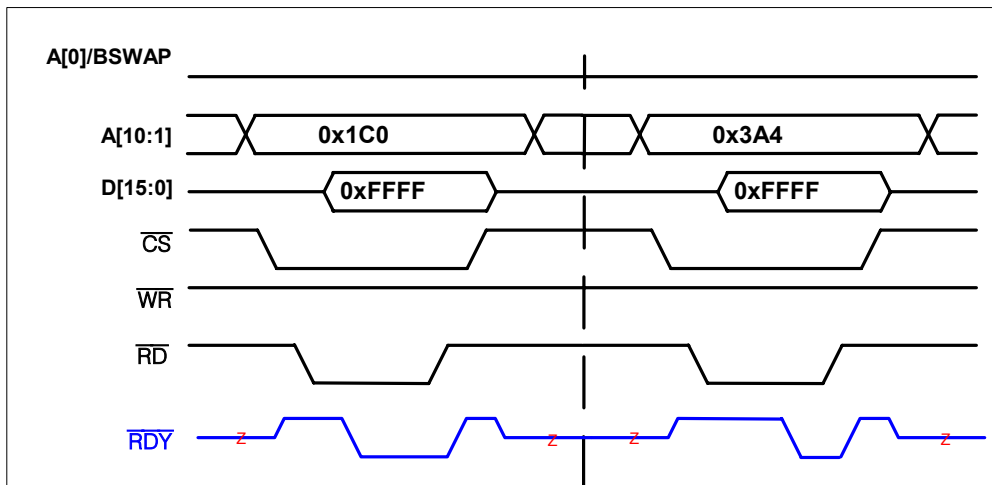 A[0]/BSWAP
A[10:1] 0x1C0 0x3A4
D[15:0] 0xFFFF 0xFFFF
CS
WR
RD
RDY Z Z Z Z